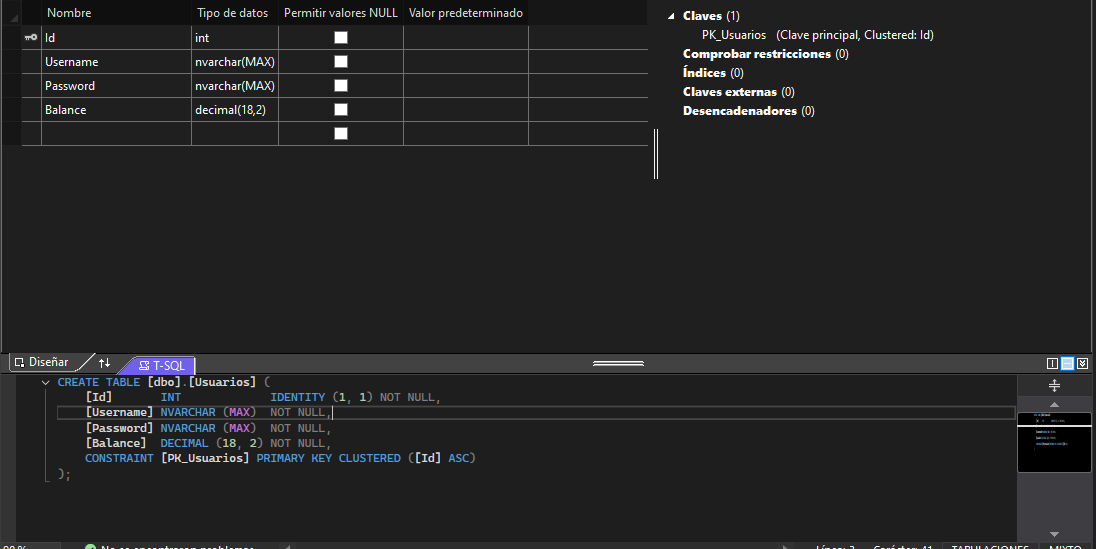 Nombre Tipo de datos Permitir valores NULL Valor predeterminado
Id int
Username nvarchar(MAX)
Password nvarchar(MAX)
Balance decimal(18,2)
Claves (1)
PK_Usuarios (Clave principal, Clustered: Id)
Comprobar restricciones (0)
Índices (0)
Claves externas (0)
Desencadenadores (0)
Diseñar T-SQL
CREATE TABLE [dbo].[Usuarios] (
[Id] INT IDENTITY (1, 1) NOT NULL,
[Username] NVARCHAR (MAX) NOT NULL,
[Password] NVARCHAR (MAX) NOT NULL,
[Balance] DECIMAL (18, 2) NOT NULL,
CONSTRAINT [PK_Usuarios] PRIMARY KEY CLUSTERED ([Id] ASC)
);
No se encontraron problemas Carácter: 41 TABULACIONES MIXTO